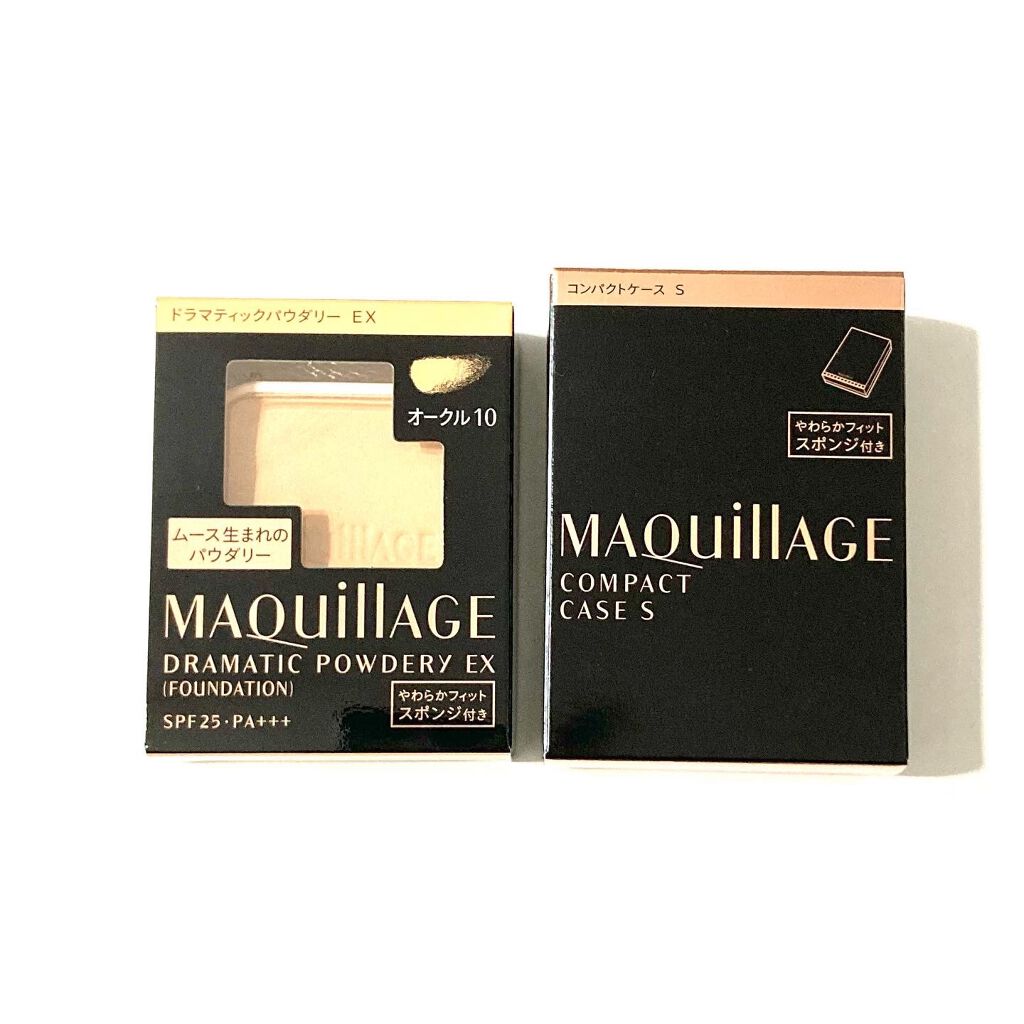 ドラマティックパウダリー EX
オークル10
ムース生まれの
パウダリー
MAQuillAGE
DRAMATIC POWDERY EX
(FOUNDATION)
SPF25・PA+++
やわらかフィット
スポンジ付き
コンパクトケース S
やわらかフィット
スポンジ付き
MAQuillAGE
COMPACT
CASE S